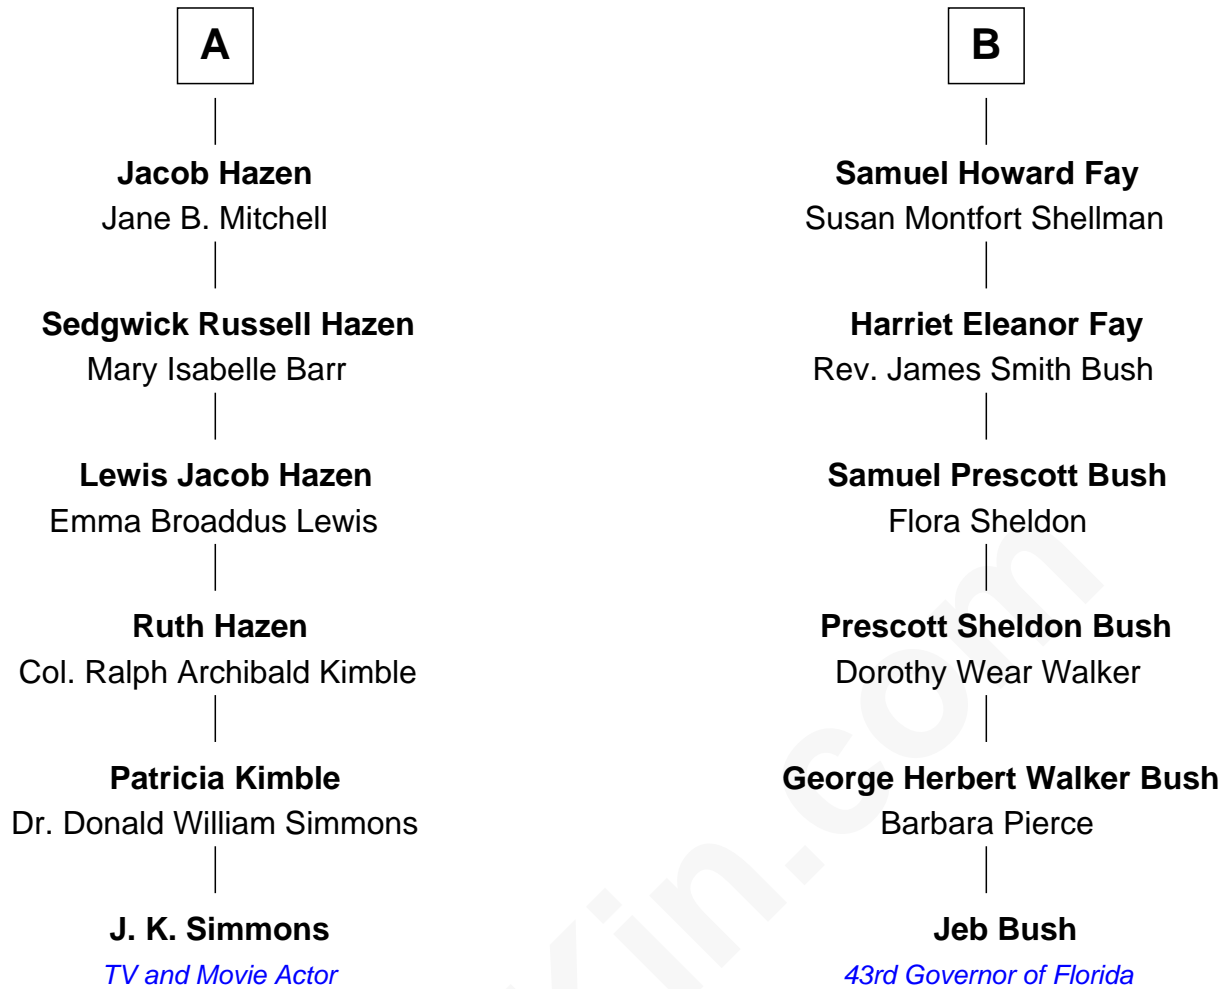 A
Jacob Hazen
Jane B. Mitchell
Sedgwick Russell Hazen
Mary Isabelle Barr
Lewis Jacob Hazen
Emma Broaddus Lewis
Ruth Hazen
Col. Ralph Archibald Kimble
Patricia Kimble
Dr. Donald William Simmons
J. K. Simmons
TV and Movie Actor
B
Samuel Howard Fay
Susan Montfort Shellman
Harriet Eleanor Fay
Rev. James Smith Bush
Samuel Prescott Bush
Flora Sheldon
Prescott Sheldon Bush
Dorothy Wear Walker
George Herbert Walker Bush
Barbara Pierce
Jeb Bush
43rd Governor of Florida